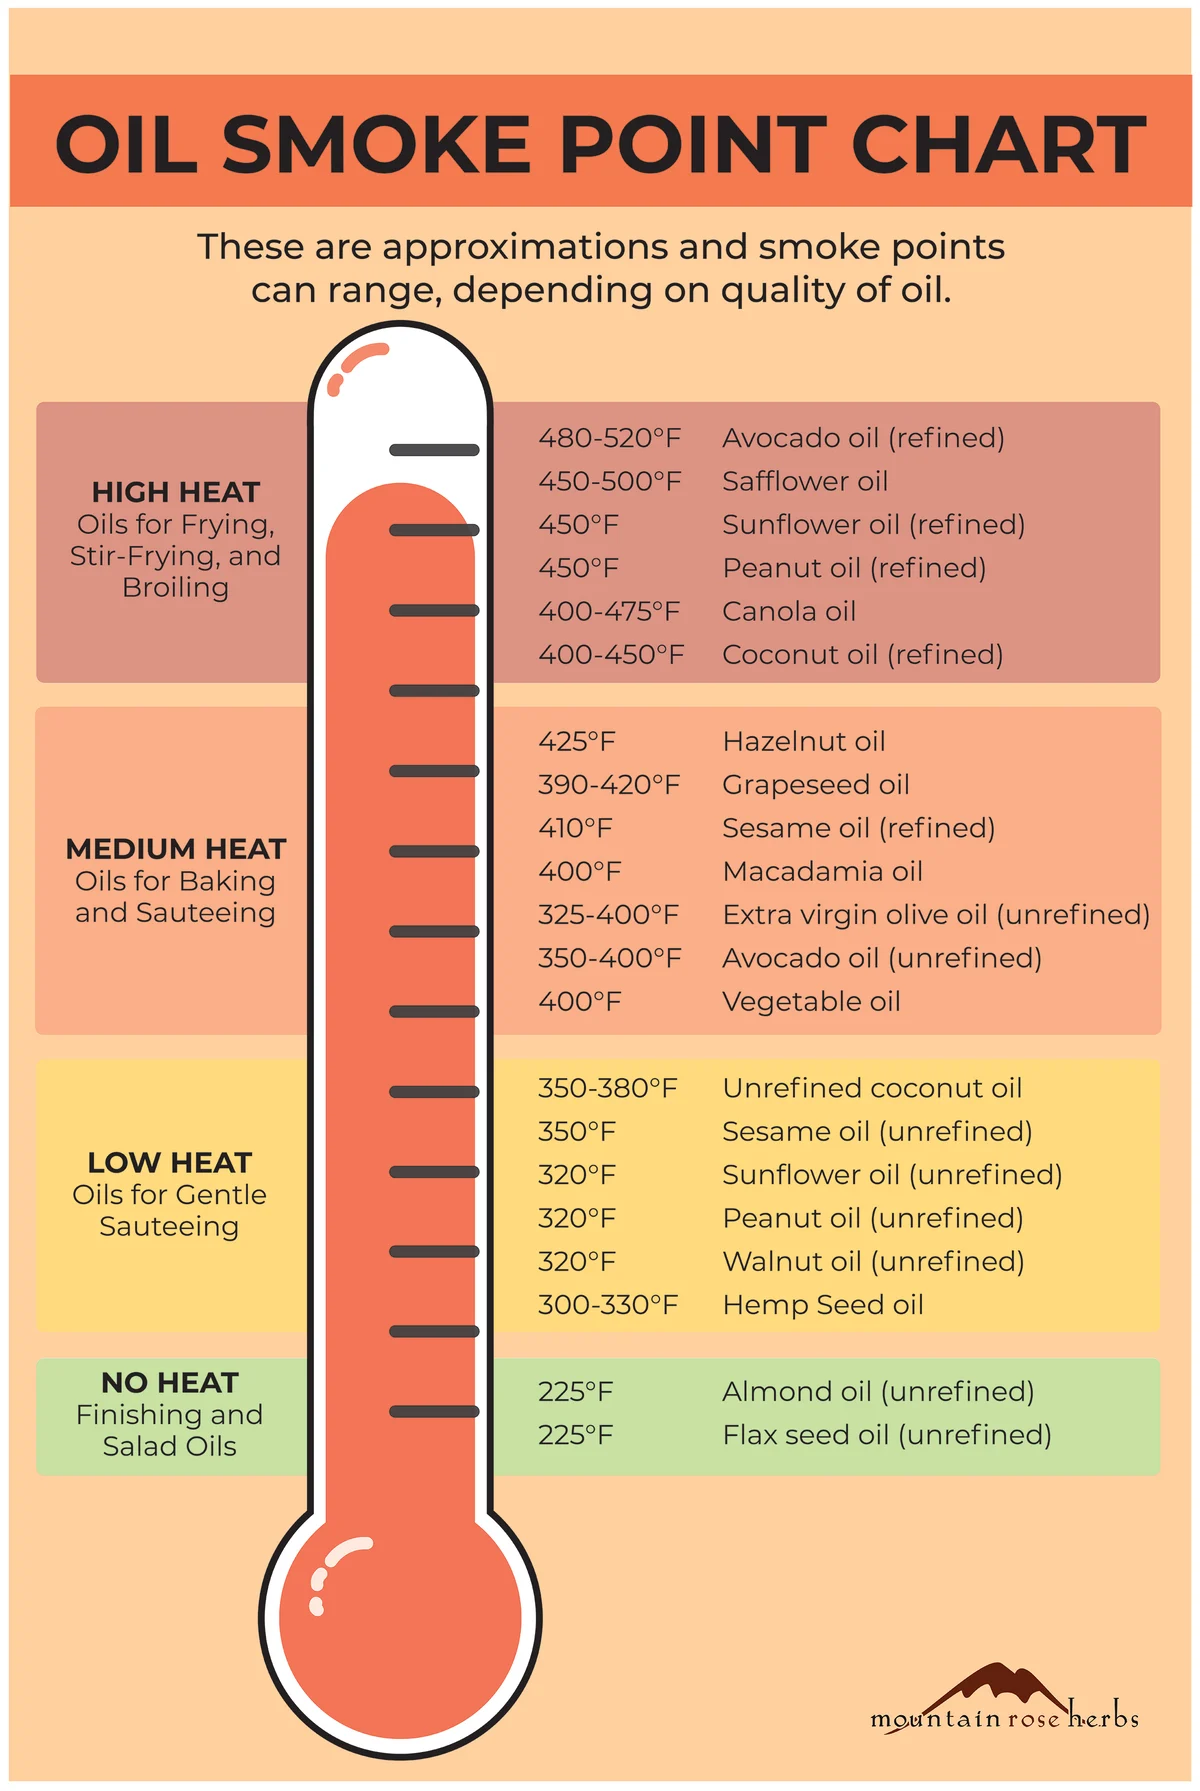 OIL SMOKE POINT CHART
These are approximations and smoke points
can range, depending on quality of oil.
HIGH HEAT
Oils for Frying,
Stir-Frying, and
Broiling
480-520°F Avocado oil (refined)
450-500°F Safflower oil
450°F Sunflower oil (refined)
450°F Peanut oil (refined)
400-475°F Canola oil
400-450°F Coconut oil (refined)
MEDIUM HEAT
Oils for Baking
and Sauteeing
425°F Hazelnut oil
390-420°F Grapeseed oil
410°F Sesame oil (refined)
400°F Macadamia oil
325-400°F Extra virgin olive oil (unrefined)
350-400°F Avocado oil (unrefined)
400°F Vegetable oil
LOW HEAT
Oils for Gentle
Sauteeing
350-380°F Unrefined coconut oil
350°F Sesame oil (unrefined)
320°F Sunflower oil (unrefined)
320°F Peanut oil (unrefined)
320°F Walnut oil (unrefined)
300-330°F Hemp Seed oil
NO HEAT
Finishing and
Salad Oils
225°F Almond oil (unrefined)
225°F Flax seed oil (unrefined)
mountain rose herbs